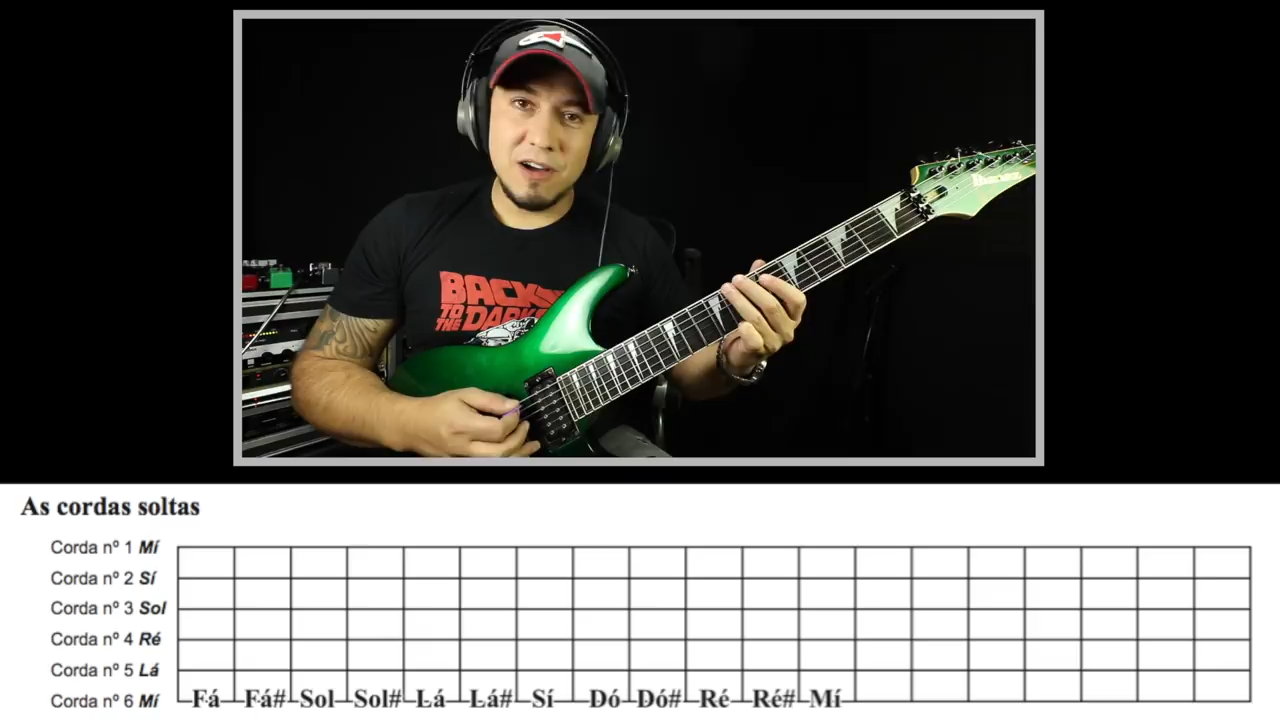 Ibanez
BACK
TO
THE DARK
As cordas soltas
Corda nº 1 Mí
Corda nº 2 Sí
Corda nº 3 Sol
Corda nº 4 Ré
Corda nº 5 Lá
Corda nº 6 Mí Fá Fá# Sol Sol# Lá Lá# Sí Dó Dó# Ré Ré# Mí